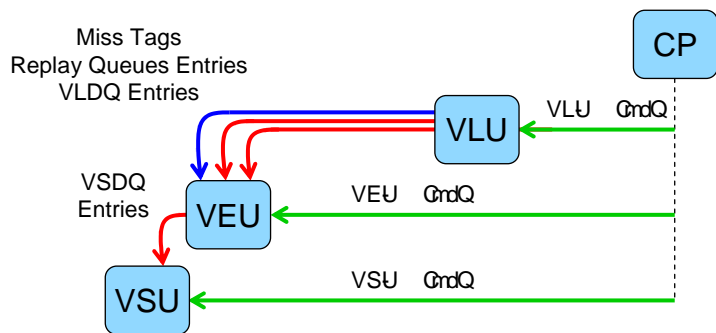 Miss Tags
Replay Queues Entries
VLDQ Entries
CP
VLU
VLU CmdQ
VSDQ
Entries
VEU
VEU CmdQ
VSU
VSU CmdQ